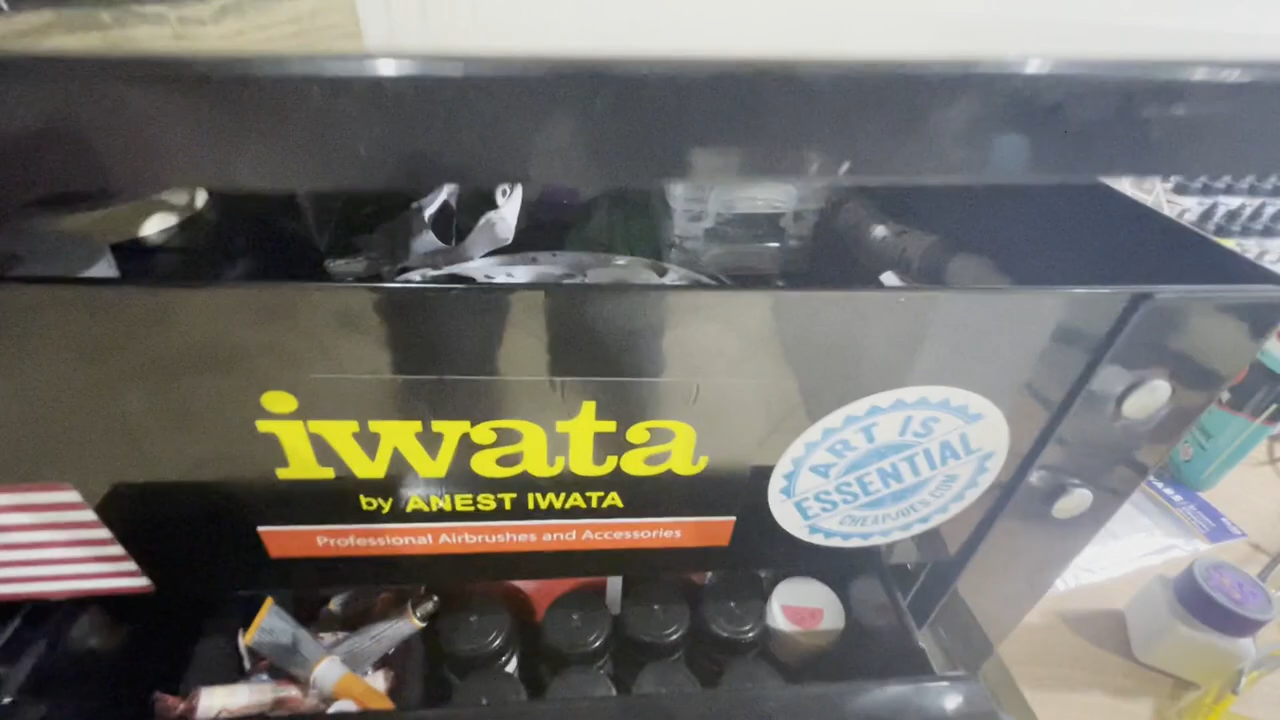 iwata
by ANEST IWATA
Professional Airbrushes and Accessories
ART IS
ESSENTIAL
CHEAPJOES.COM